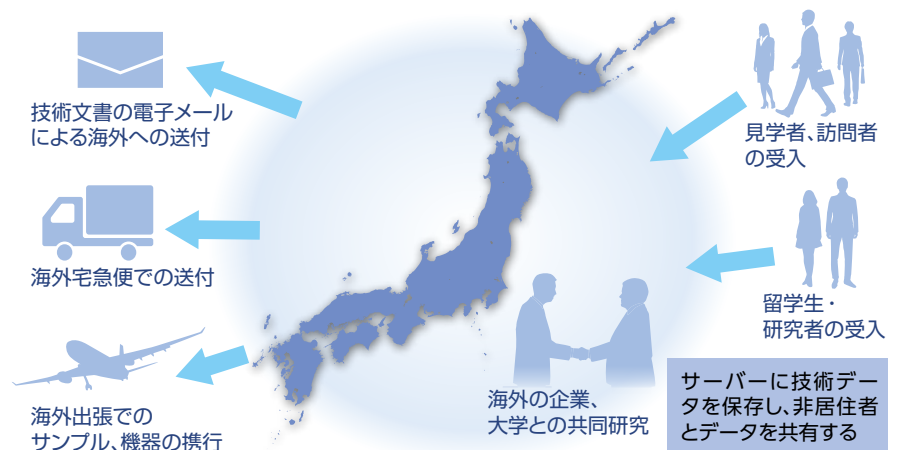 技術文書の電子メール
による海外への送付
海外宅急便での送付
海外出張での
サンプル、機器の携行
見学者、訪問者
の受入
留学生・
研究者の受入
海外の企業、
大学との共同研究
サーバーに技術デー
タを保存し、非居住者
とデータを共有する